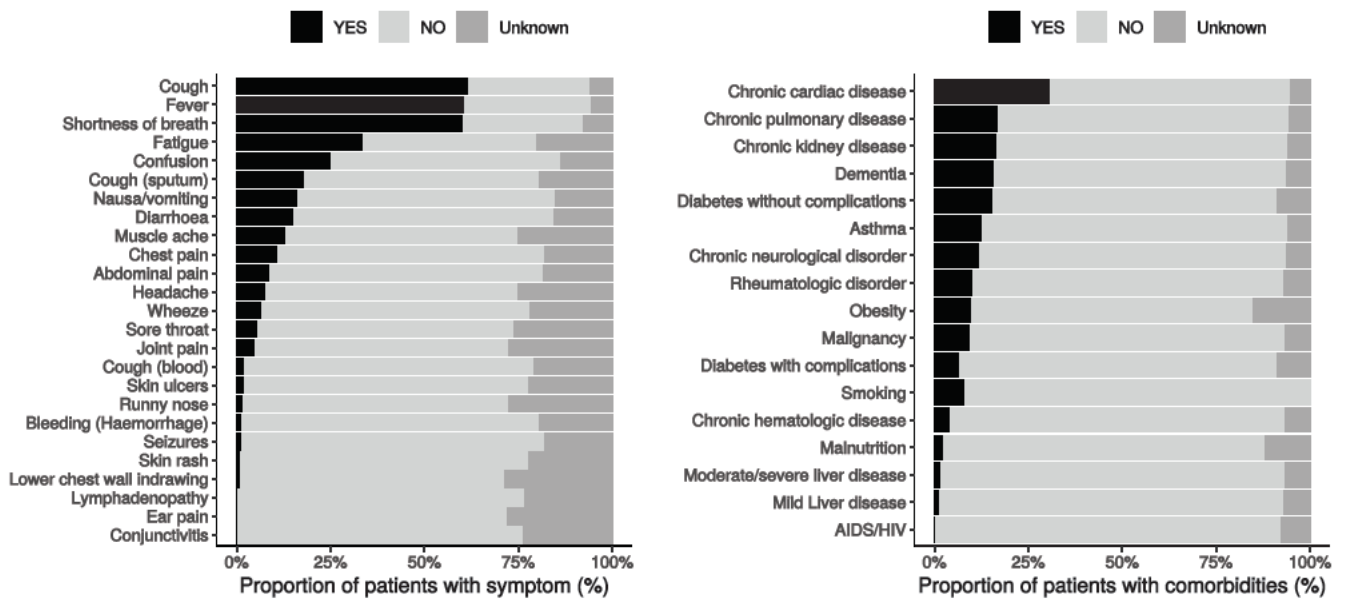 YES NO Unknown
Cough
Fever
Shortness of breath
Fatigue
Confusion
Cough (sputum)
Nausa/vomiting
Diarrhoea
Muscle ache
Chest pain
Abdominal pain
Headache
Wheeze
Sore throat
Joint pain
Cough (blood)
Skin ulcers
Runny nose
Bleeding (Haemorrhage)
Seizures
Skin rash
Lower chest wall indrawing
Lymphadenopathy
Ear pain
Conjunctivitis
0% 25% 50% 75% 100%
Proportion of patients with symptom (%)
YES NO Unknown
Chronic cardiac disease
Chronic pulmonary disease
Chronic kidney disease
Dementia
Diabetes without complications
Asthma
Chronic neurological disorder
Rheumatologic disorder
Obesity
Malignancy
Diabetes with complications
Smoking
Chronic hematologic disease
Malnutrition
Moderate/severe liver disease
Mild Liver disease
AIDS/HIV
0% 25% 50% 75% 100%
Proportion of patients with comorbidities (%)